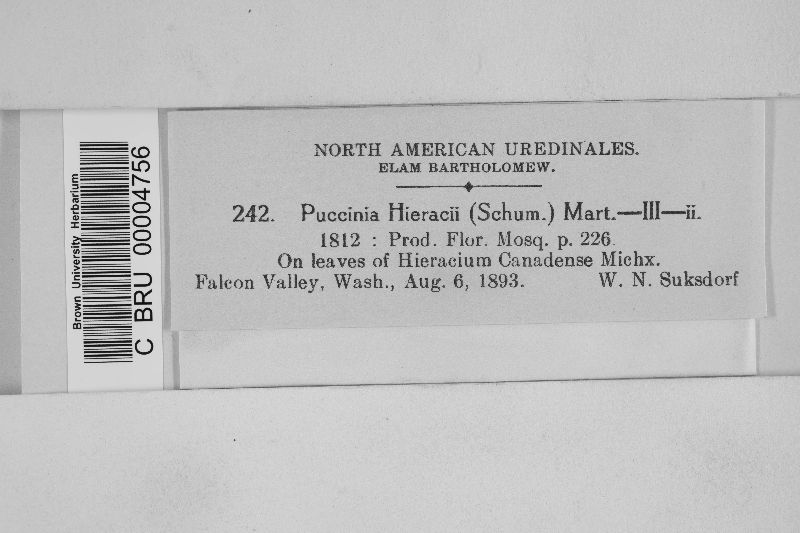 NORTH AMERICAN UREDINALES.
ELAM BARTHOLOMEW.
242. Puccinia Hieracii (Schum.) Mart.—III—ii.
1812 : Prod. Flor. Mosq. p. 226.
On leaves of Hieracium Canadense Michx.
Falcon Valley, Wash., Aug. 6, 1893. W. N. Suksdorf
Brown University Herbarium
C BRU 00004756